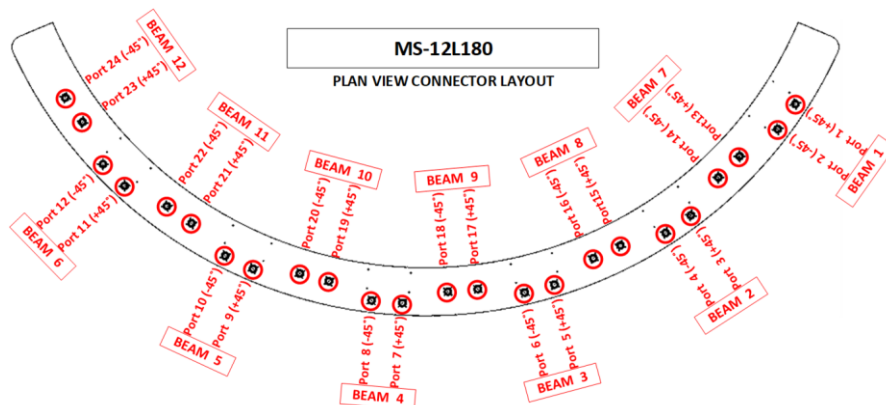 MS-12L180
PLAN VIEW CONNECTOR LAYOUT
BEAM 12
Port 24 (-45°)
Port 23 (+45°)
BEAM 11
Port 22 (-45°)
Port 21 (+45°)
BEAM 10
Port 20 (-45°)
Port 19 (+45°)
BEAM 9
Port 18 (-45°)
Port 17 (+45°)
BEAM 8
Port 16 (-45°)
Port15 (+45°)
BEAM 7
Port 14 (-45°)
Port13 (+45°)
Port 12 (-45°)
Port 11 (+45°)
BEAM 6
Port 10 (-45°)
Port 9 (+45°)
BEAM 5
Port 8 (-45°)
Port 7 (+45°)
BEAM 4
Port 6 (-45°)
Port 5 (+45°)
BEAM 3
Port 4 (-45°)
Port 3 (+45°)
BEAM 2
Port 2 (-45°)
Port 1 (+45°)
BEAM 1